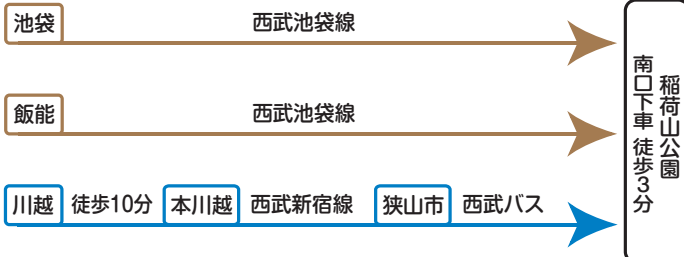 池袋 西武池袋線
飯能 西武池袋線
川越 徒歩10分 本川越 西武新宿線 狭山市 西武バス
稲荷山公園
南口下車 徒歩3分